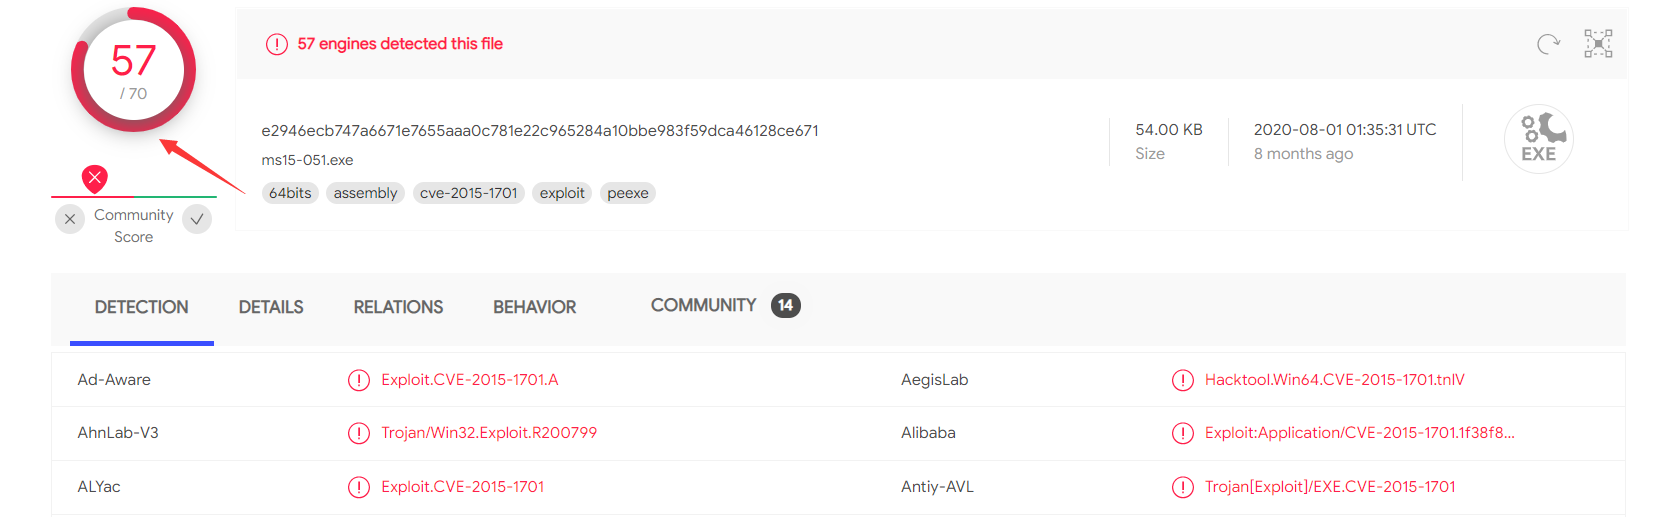 57
/ 70
57 engines detected this file
e2946ecb747a6671e7655aaa0c781e22c965284a10bbe983f59dca46128ce671
ms15-051.exe
64bits assembly cve-2015-1701 exploit peexe
54.00 KB
Size
2020-08-01 01:35:31 UTC
8 months ago
EXE
Community
Score
DETECTION DETAILS RELATIONS BEHAVIOR COMMUNITY 14
Ad-Aware Exploit.CVE-2015-1701.A AegisLab Hacktool.Win64.CVE-2015-1701.tnlV
AhnLab-V3 Trojan/Win32.Exploit.R200799 Alibaba Exploit:Application/CVE-2015-1701.1f38f8...
ALYac Exploit.CVE-2015-1701 Antiy-AVL Trojan[Exploit]/EXE.CVE-2015-1701